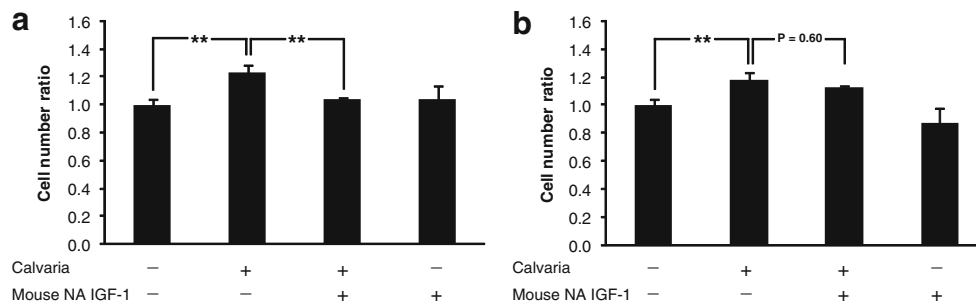 a
Cell number ratio
1.6
1.4
1.2
1.0
0.8
0.6
0.4
0.2
0.0
**
**
Calvaria − + + −
Mouse NA IGF-1 − − + +
b
Cell number ratio
1.6
1.4
1.2
1.0
0.8
0.6
0.4
0.2
0.0
**
P = 0.60
Calvaria − + + −
Mouse NA IGF-1 − − + +